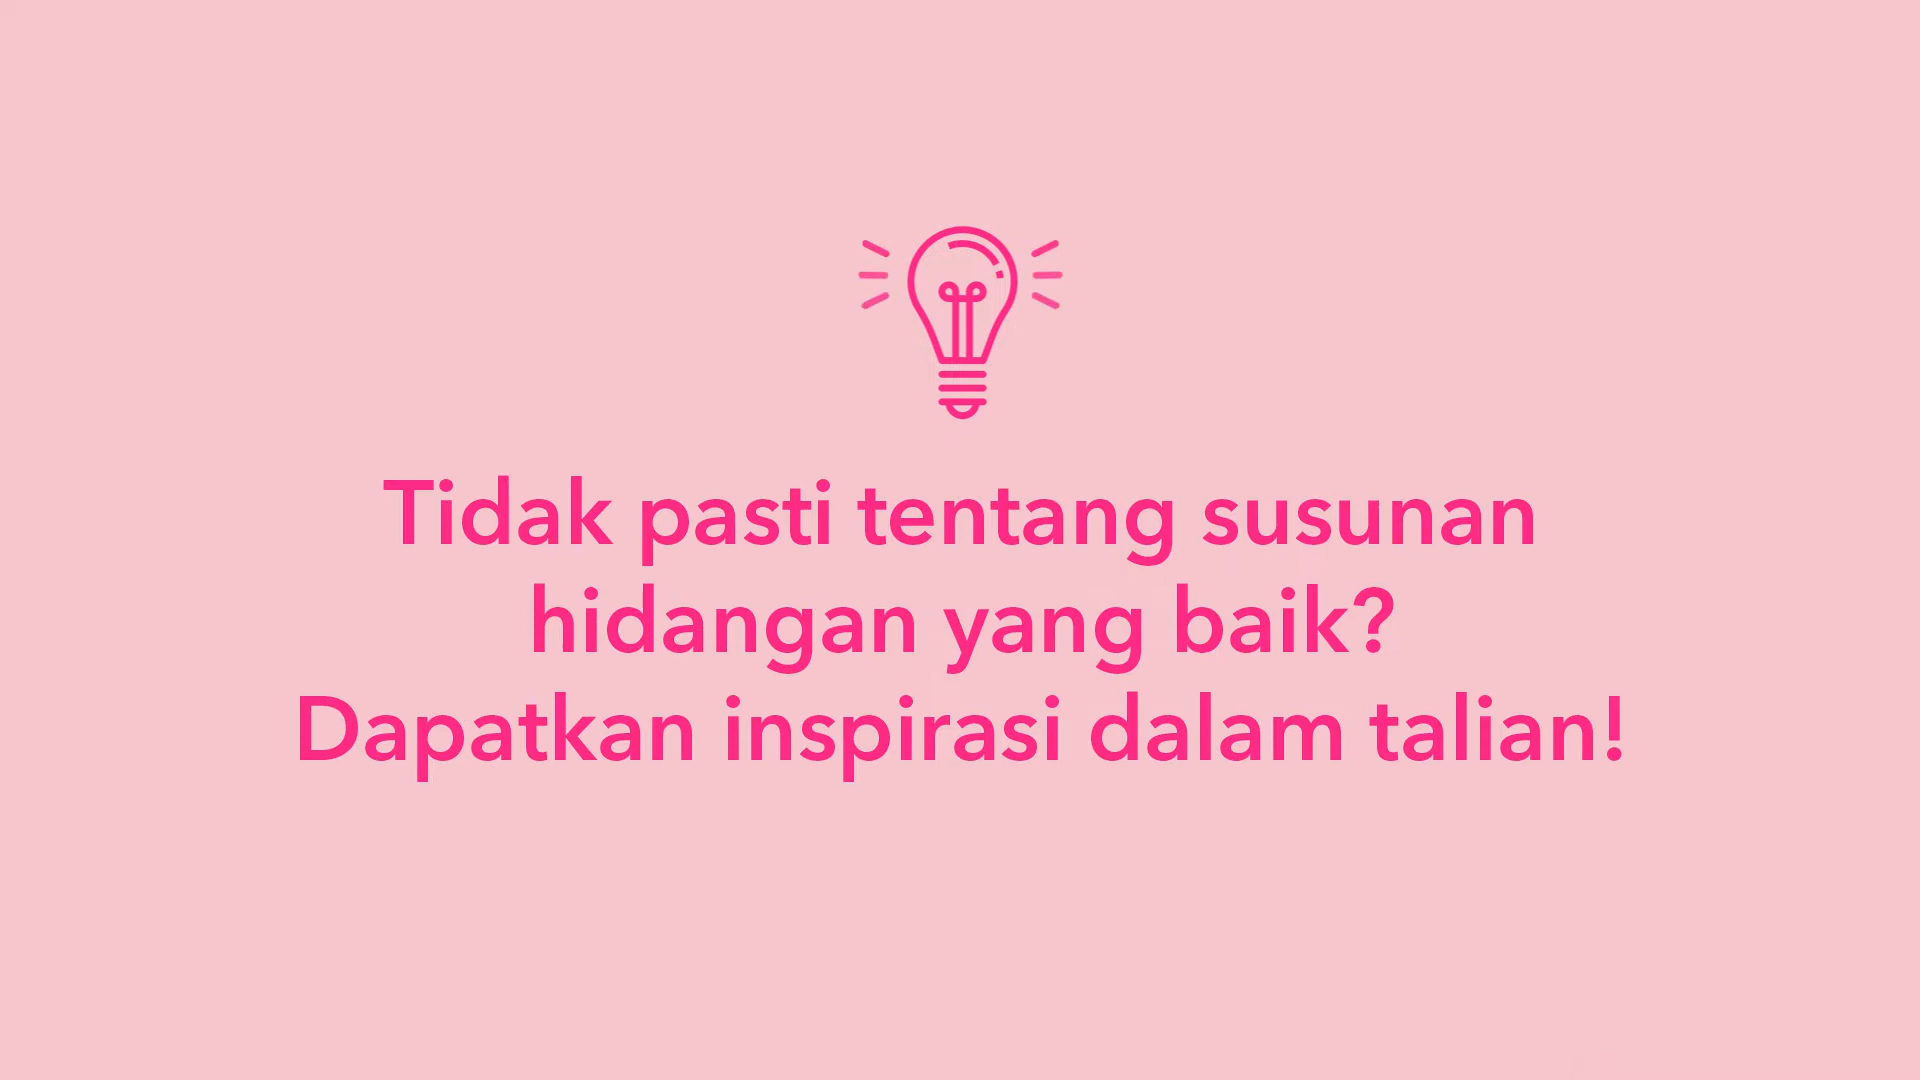 Tidak pasti tentang susunan
hidangan yang baik?
Dapatkan inspirasi dalam talian!